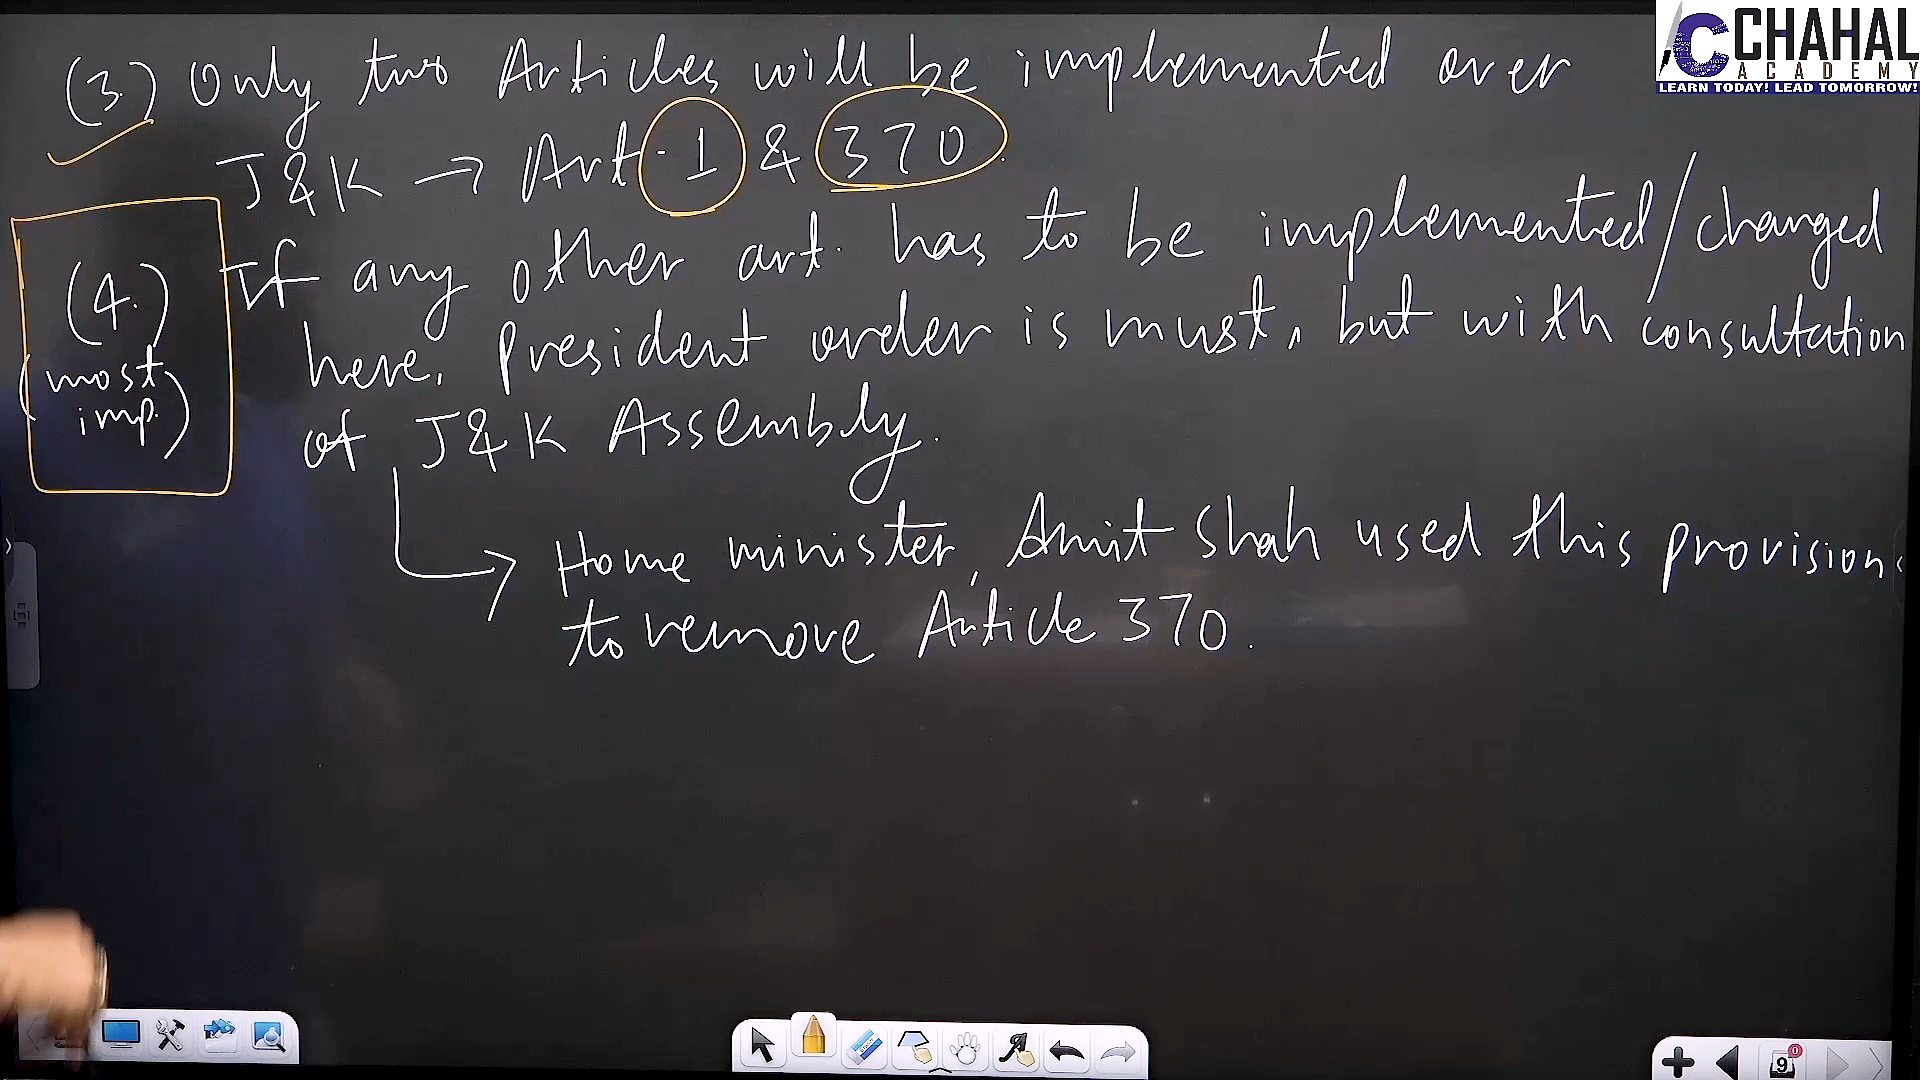 CHAHAL
ACADEMY
LEARN TODAY! LEAD TOMORROW!
(3.) Only two Articles will be implemented over
J&K → Art. 1 & 370.
(4.) If any other art. has to be implemented/changed
(most imp.) here, President order is must, but with consultation
of J&K Assembly.
→ Home minister, Amit Shah used this provision
to remove Article 370.
9
0